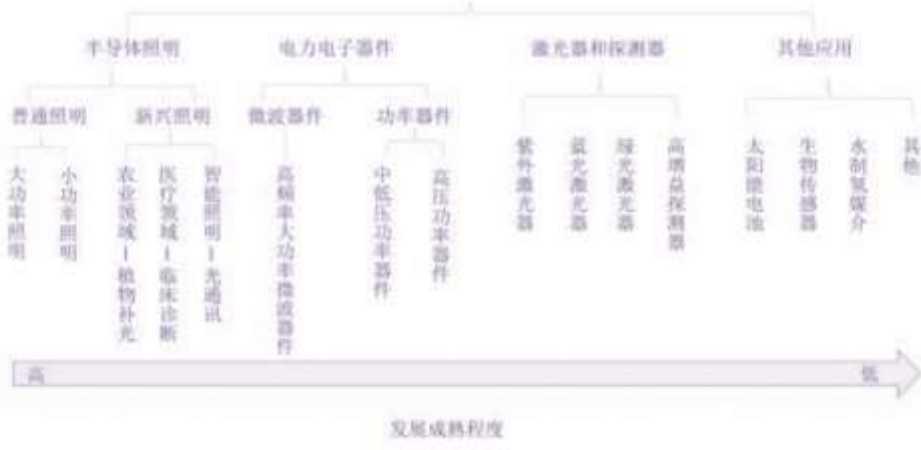 半导体照明
电力电子器件
激光器和探测器
其他应用
普通照明
新兴照明
微波器件
功率器件
大功率照明
小功率照明
农业领域－植物补光
医疗领域－临床诊断
智能照明－光通讯
高频率大功率微波器件
中低压功率器件
高压功率器件
紫外激光器
蓝光激光器
绿光激光器
高增益探测器
太阳能电池
生物传感器
水制氢媒介
其他
高
低
发展成熟程度